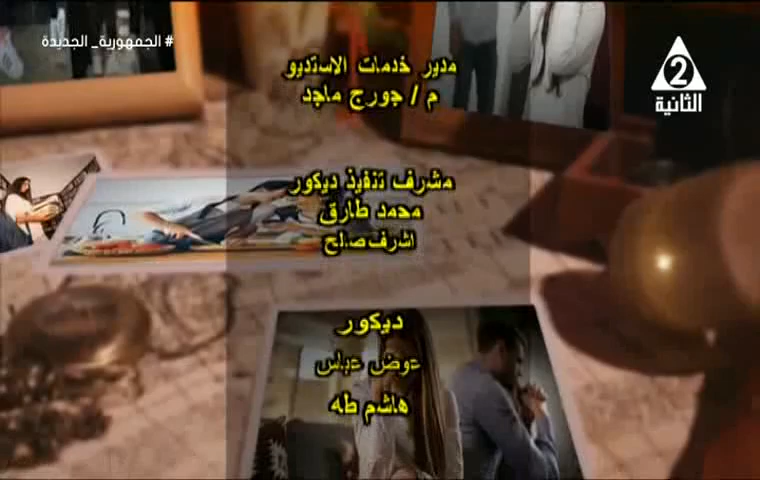 #الجمهورية_الجديدة
2
الثانية
مدير خدمات الاستديو
م / جورج ماجد
مشرف تنفيذ ديكور
محمد طارق
اشرف صالح
ديكور
عوض عباس
هاشم طه